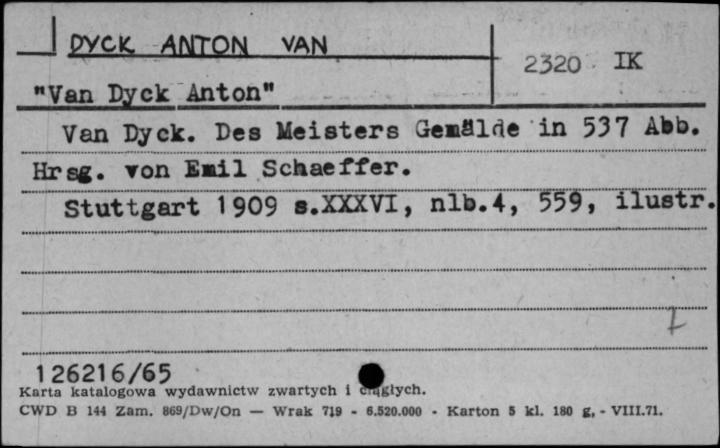 DYCK ANTON VAN
2320 IK
"Van Dyck Anton"
Van Dyck. Des Meisters Gemälde in 537 Abb.
Hrsg. von Emil Schaeffer.
Stuttgart 1909 s.XXXVI, nlb.4, 559, ilustr.
126216/65
Karta katalogowa wydawnictw zwartych i ciągłych.
CWD B 144 Zam. 869/Dw/On — Wrak 719 - 6.520.000 - Karton 5 kl. 180 g, - VIII.71.